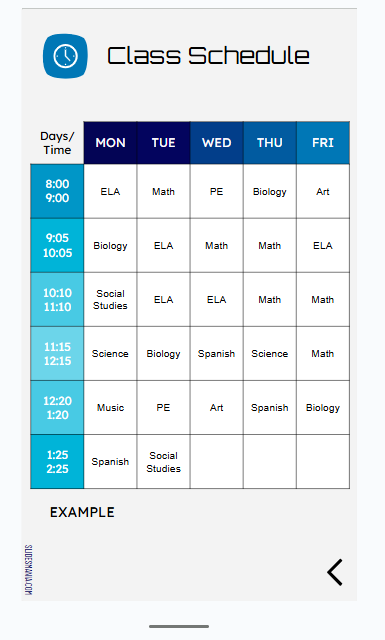 Class Schedule
Days/ MON TUE WED THU FRI
Time
8:00
9:00
ELA Math PE Biology Art
9:05
10:05
Biology ELA Math Math ELA
10:10
11:10
Social
Studies
ELA ELA Math Math
11:15
12:15
Science Biology Spanish Science Math
12:20
1:20
Music PE Art Spanish Biology
1:25
2:25
Spanish
Social
Studies
EXAMPLE
SLIDESMANIA.COM